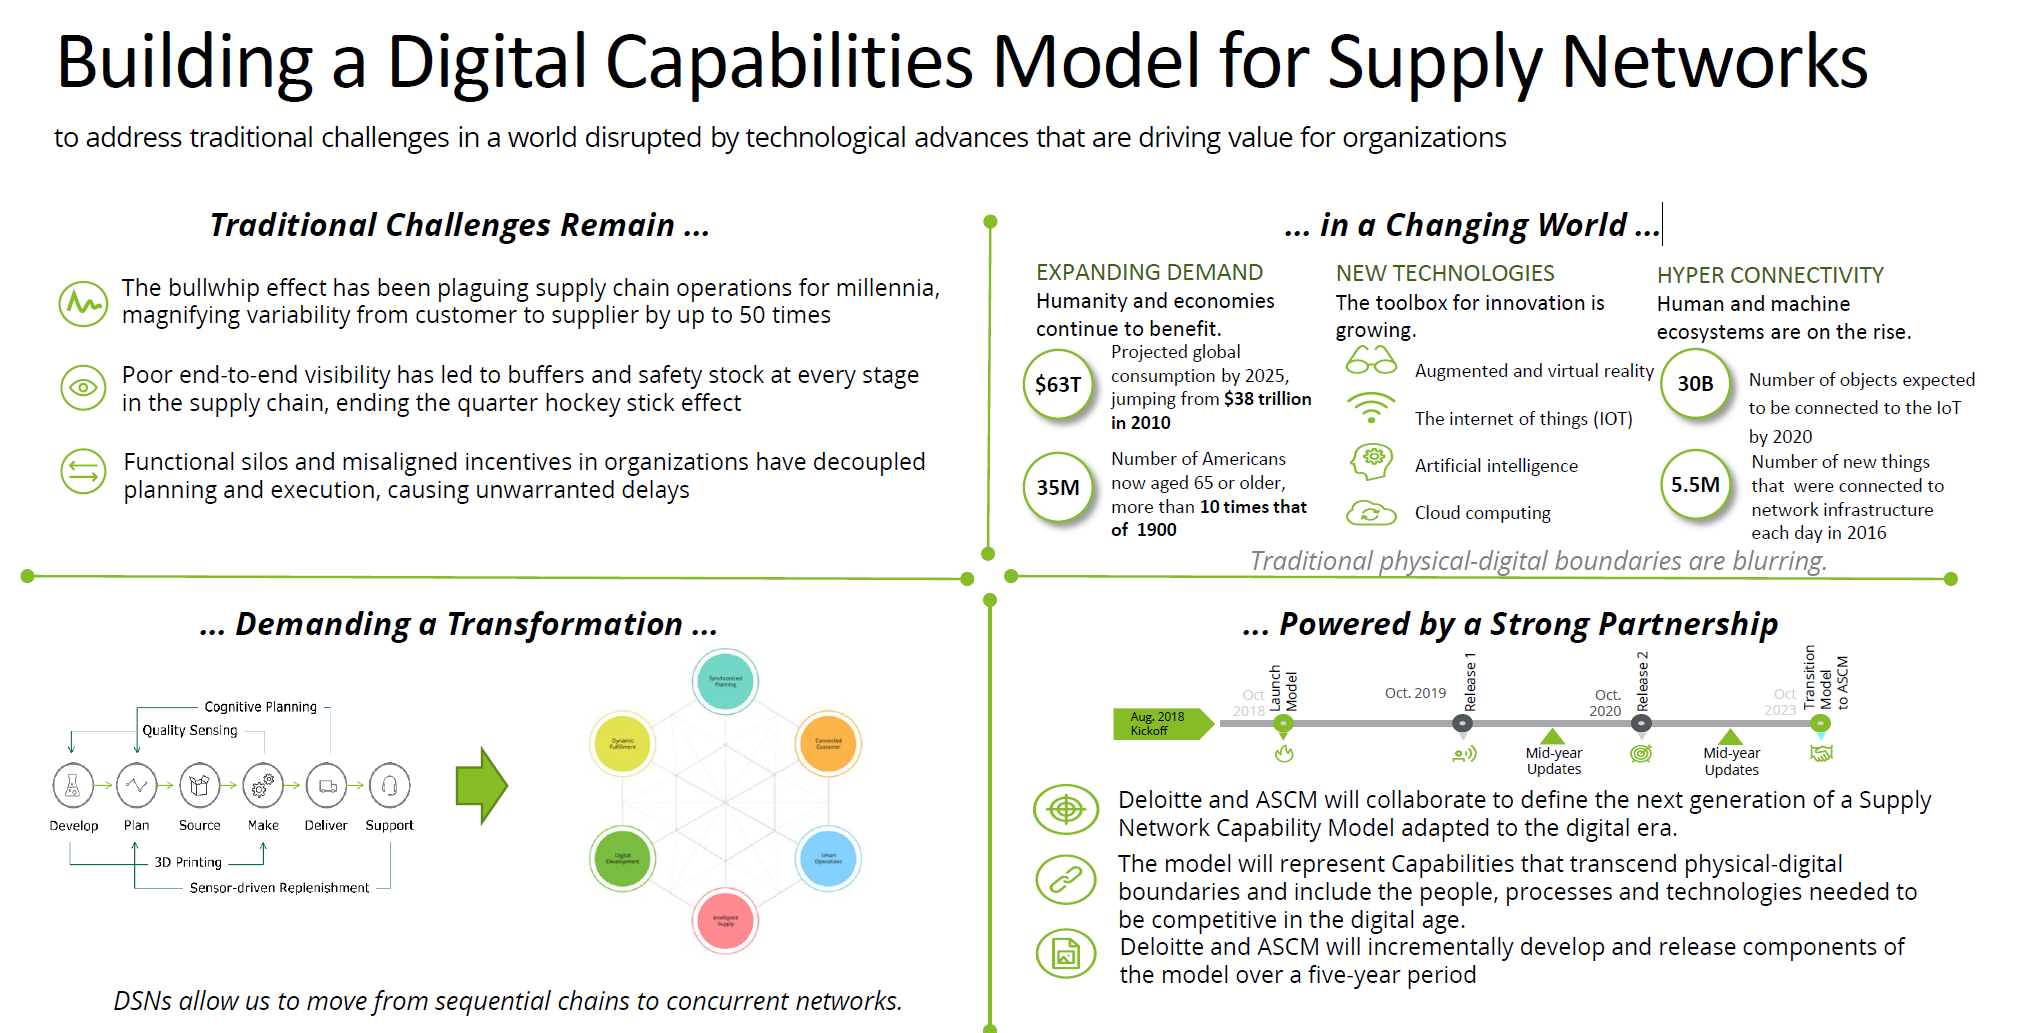 Building a Digital Capabilities Model for Supply Networks
to address traditional challenges in a world disrupted by technological advances that are driving value for organizations
Traditional Challenges Remain ...
The bullwhip effect has been plaguing supply chain operations for millennia,
magnifying variability from customer to supplier by up to 50 times
Poor end-to-end visibility has led to buffers and safety stock at every stage
in the supply chain, ending the quarter hockey stick effect
Functional silos and misaligned incentives in organizations have decoupled
planning and execution, causing unwarranted delays
... in a Changing World ...
EXPANDING DEMAND
Humanity and economies
continue to benefit.
$63T
Projected global
consumption by 2025,
jumping from $38 trillion
in 2010
35M
Number of Americans
now aged 65 or older,
more than 10 times that
of 1900
NEW TECHNOLOGIES
The toolbox for innovation is
growing.
Augmented and virtual reality
The internet of things (IOT)
Artificial intelligence
Cloud computing
HYPER CONNECTIVITY
Human and machine
ecosystems are on the rise.
30B
Number of objects expected
to be connected to the IoT
by 2020
5.5M
Number of new things
that were connected to
network infrastructure
each day in 2016
Traditional physical-digital boundaries are blurring.
... Demanding a Transformation ...
Cognitive Planning
Quality Sensing
Develop
Plan
Source
Make
Deliver
Support
3D Printing
Sensor-driven Replenishment
Synchronized
Planning
Dynamic
Fulfillment
Connected
Customer
Digital
Development
Smart
Operations
Intelligent
Supply
DSNs allow us to move from sequential chains to concurrent networks.
... Powered by a Strong Partnership
Aug. 2018
Kickoff
Oct
2018
Launch
Model
Oct. 2019
Release 1
Mid-year
Updates
Oct.
2020
Release 2
Mid-year
Updates
Oct
2023
Transition
Model
to ASCM
Deloitte and ASCM will collaborate to define the next generation of a Supply
Network Capability Model adapted to the digital era.
The model will represent Capabilities that transcend physical-digital
boundaries and include the people, processes and technologies needed to
be competitive in the digital age.
Deloitte and ASCM will incrementally develop and release components of
the model over a five-year period